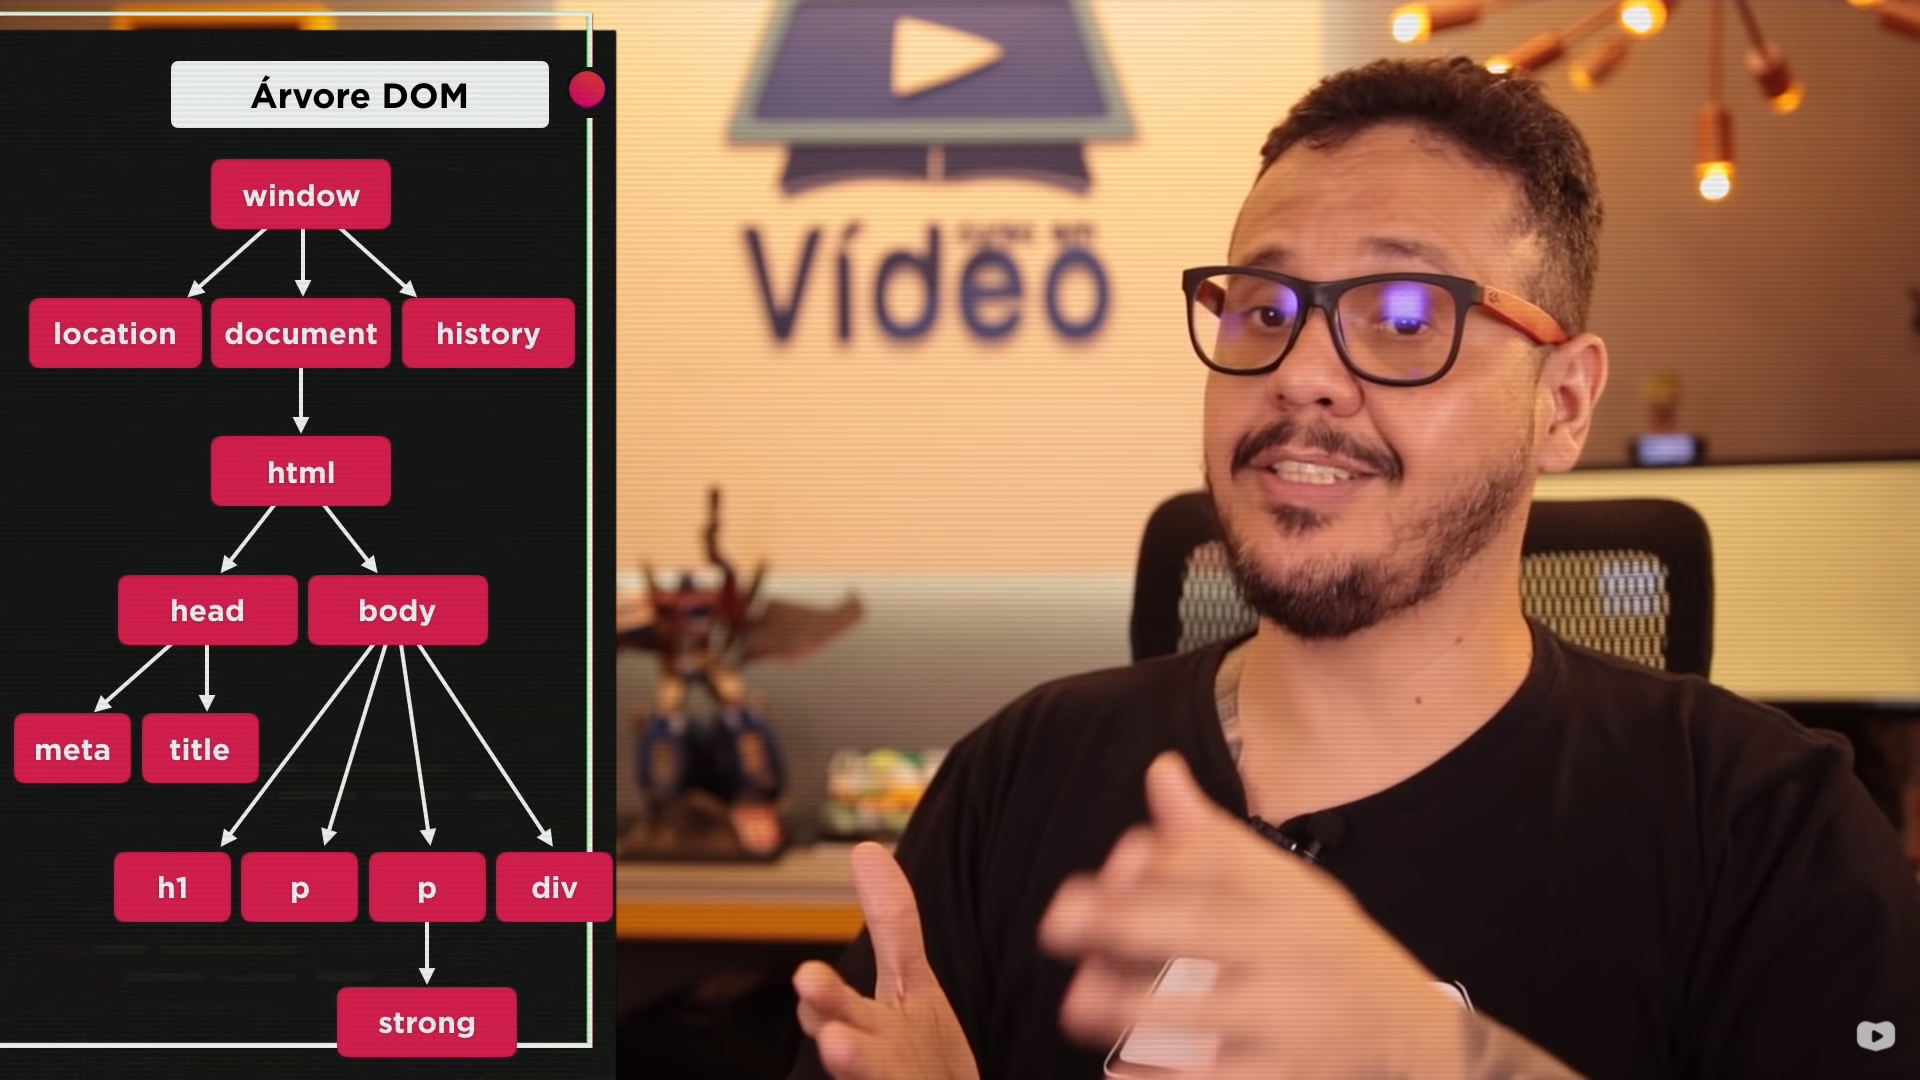 Árvore DOM
window
location document history
html
head body
meta title
h1 p p div
strong
Vídeo